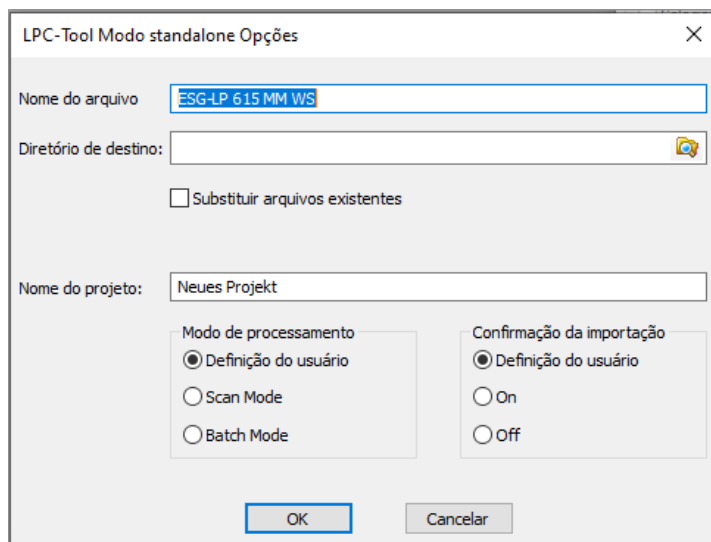 LPC-Tool Modo standalone Opções
Nome do arquivo
ESG-LP 615 MM WS
Diretório de destino:
Substituir arquivos existentes
Nome do projeto:
Neues Projekt
Modo de processamento
Definição do usuário
Scan Mode
Batch Mode
Confirmação da importação
Definição do usuário
On
Off
OK
Cancelar